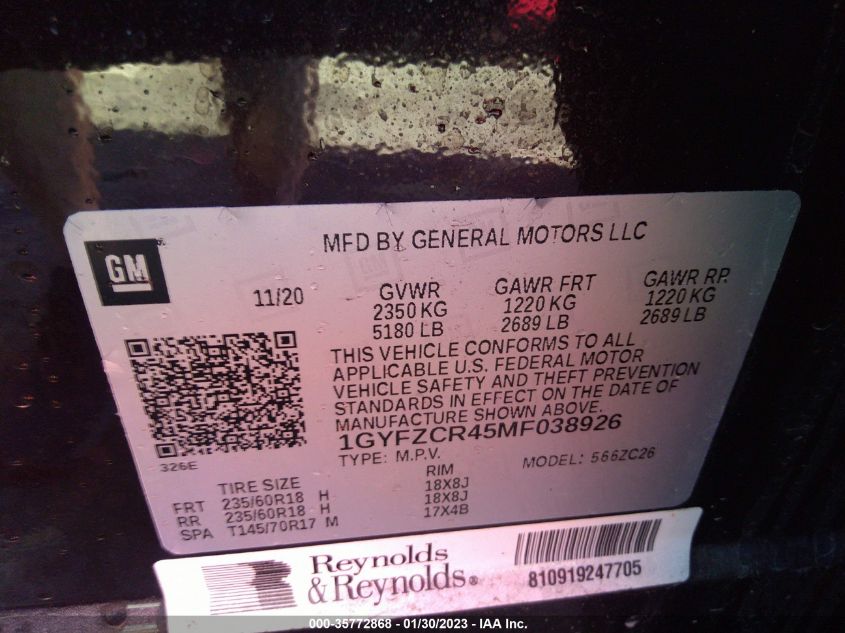 MFD BY GENERAL MOTORS LLC
GM
11/20
GVWR
2350 KG
5180 LB
GAWR FRT
1220 KG
2689 LB
GAWR RR
1220 KG
2689 LB
THIS VEHICLE CONFORMS TO ALL
APPLICABLE U.S. FEDERAL MOTOR
VEHICLE SAFETY AND THEFT PREVENTION
STANDARDS IN EFFECT ON THE DATE OF
MANUFACTURE SHOWN ABOVE.
1GYFZCR45MF038926
326E
TYPE: M.P.V.
MODEL: 566ZC26
TIRE SIZE RIM
FRT 235/60R18 H 18X8J
RR 235/60R18 H 18X8J
SPA T145/70R17 M 17X4B
Reynolds
& Reynolds®
810919247705
000-35772868 - 01/30/2023 - IAA Inc.